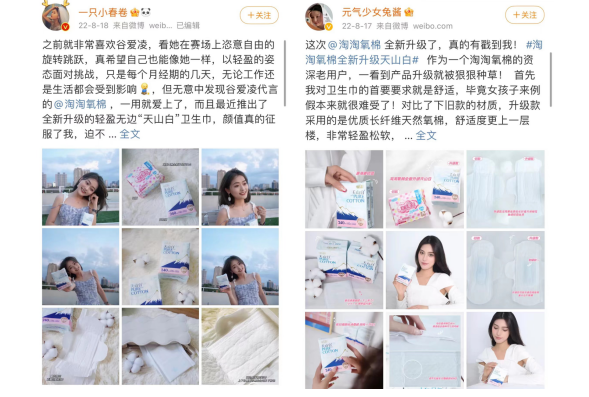 一只小春卷
22-8-18 来自微博 weib... 已编辑
+关注
之前就非常喜欢谷爱凌，看她在赛场上恣意自由的
旋转跳跃，真希望自己也能像她一样，以轻盈的姿
态面对挑战，只是每个月经期的几天，无论工作还
是生活都会受到影响，但无意中发现谷爱凌代言
的@淘淘氧棉，一用就爱上了，而且最近推出了
全新升级的轻盈无边“天山白”卫生巾，颜值真的征
服了我，迫不 ... 全文
元气少女兔酱
22-8-17 来自微博 weibo.com
+关注
这次 @淘淘氧棉 全新升级了，真的有戳到我！#淘
淘氧棉全新升级天山白# 作为一个淘淘氧棉的资
深老用户，一看到产品升级就被狠狠种草！ 首先
我对卫生巾的首要要求就是舒适，毕竟女孩子来例
假本来就很难受了！对比了下旧款的材质，升级款
采用的是优质长纤维天然氧棉，舒适度更上一层
楼，非常轻盈松软， ... 全文